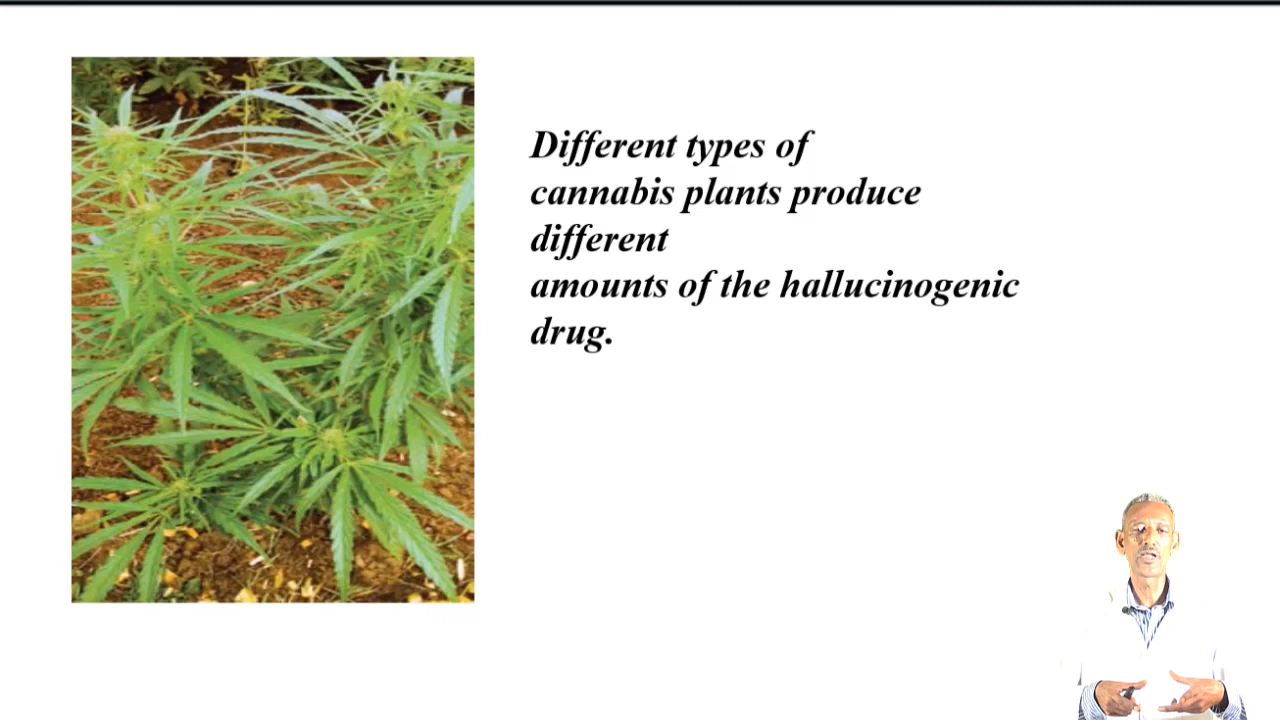 Different types of
cannabis plants produce
different
amounts of the hallucinogenic
drug.